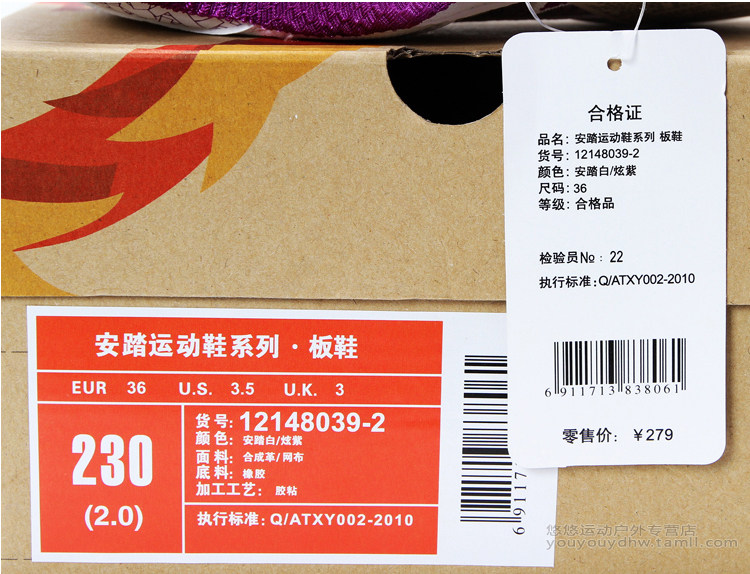 合格证
品名: 安踏运动鞋系列 板鞋
货号: 12148039-2
颜色: 安踏白/炫紫
尺码: 36
等级: 合格品
检验员№: 22
执行标准: Q/ATXY002-2010
6 911713 838061
零售价: ¥279
安踏运动鞋系列·板鞋
EUR 36 U.S. 3.5 U.K. 3
230
(2.0)
货号: 12148039-2
颜色: 安踏白/炫紫
面料: 合成革/网布
底料: 橡胶
加工工艺: 胶粘
执行标准: Q/ATXY002-2010
6 91171
悠悠运动户外专营店
youyouydhw.tamll.com